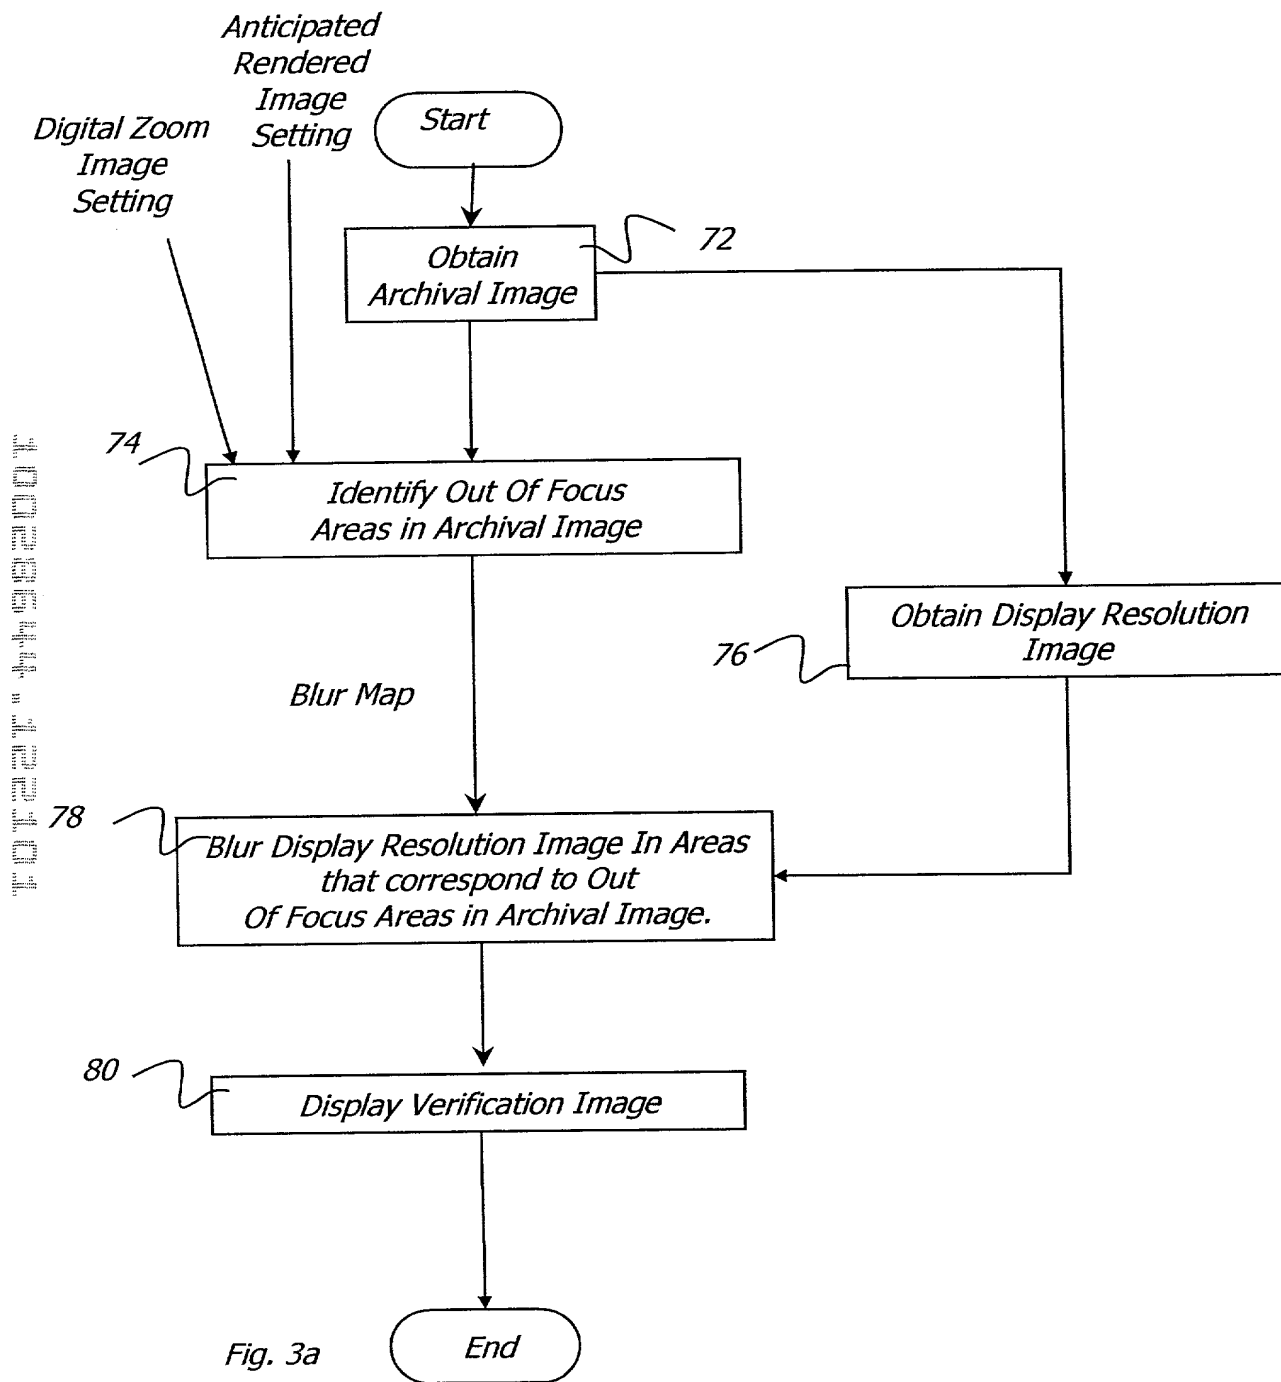 Anticipated
Rendered
Image
Setting
Start
Digital Zoom
Image
Setting
72
Obtain
Archival Image
74
Identify Out Of Focus
Areas in Archival Image
Obtain Display Resolution
Image
76
Blur Map
78
Blur Display Resolution Image In Areas
that correspond to Out
Of Focus Areas in Archival Image.
80
Display Verification Image
End
Fig. 3a